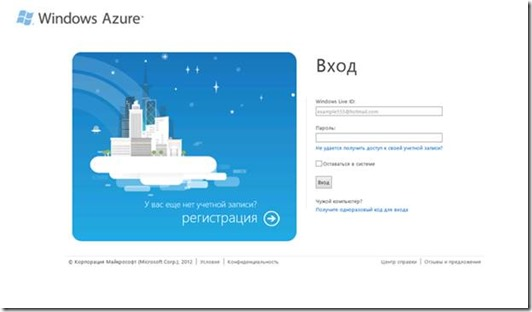 Windows Azure™
Вход
Windows Live ID:
example555@hotmail.com
Пароль:
Не удается получить доступ к своей учетной записи?
Оставаться в системе
Вход
У вас еще нет учетной записи?
регистрация
Чужой компьютер?
Получите одноразовый код для входа
© Корпорация Майкрософт (Microsoft Corp.), 2012 | Условия | Конфиденциальность
Центр справки | Отзывы и предложения